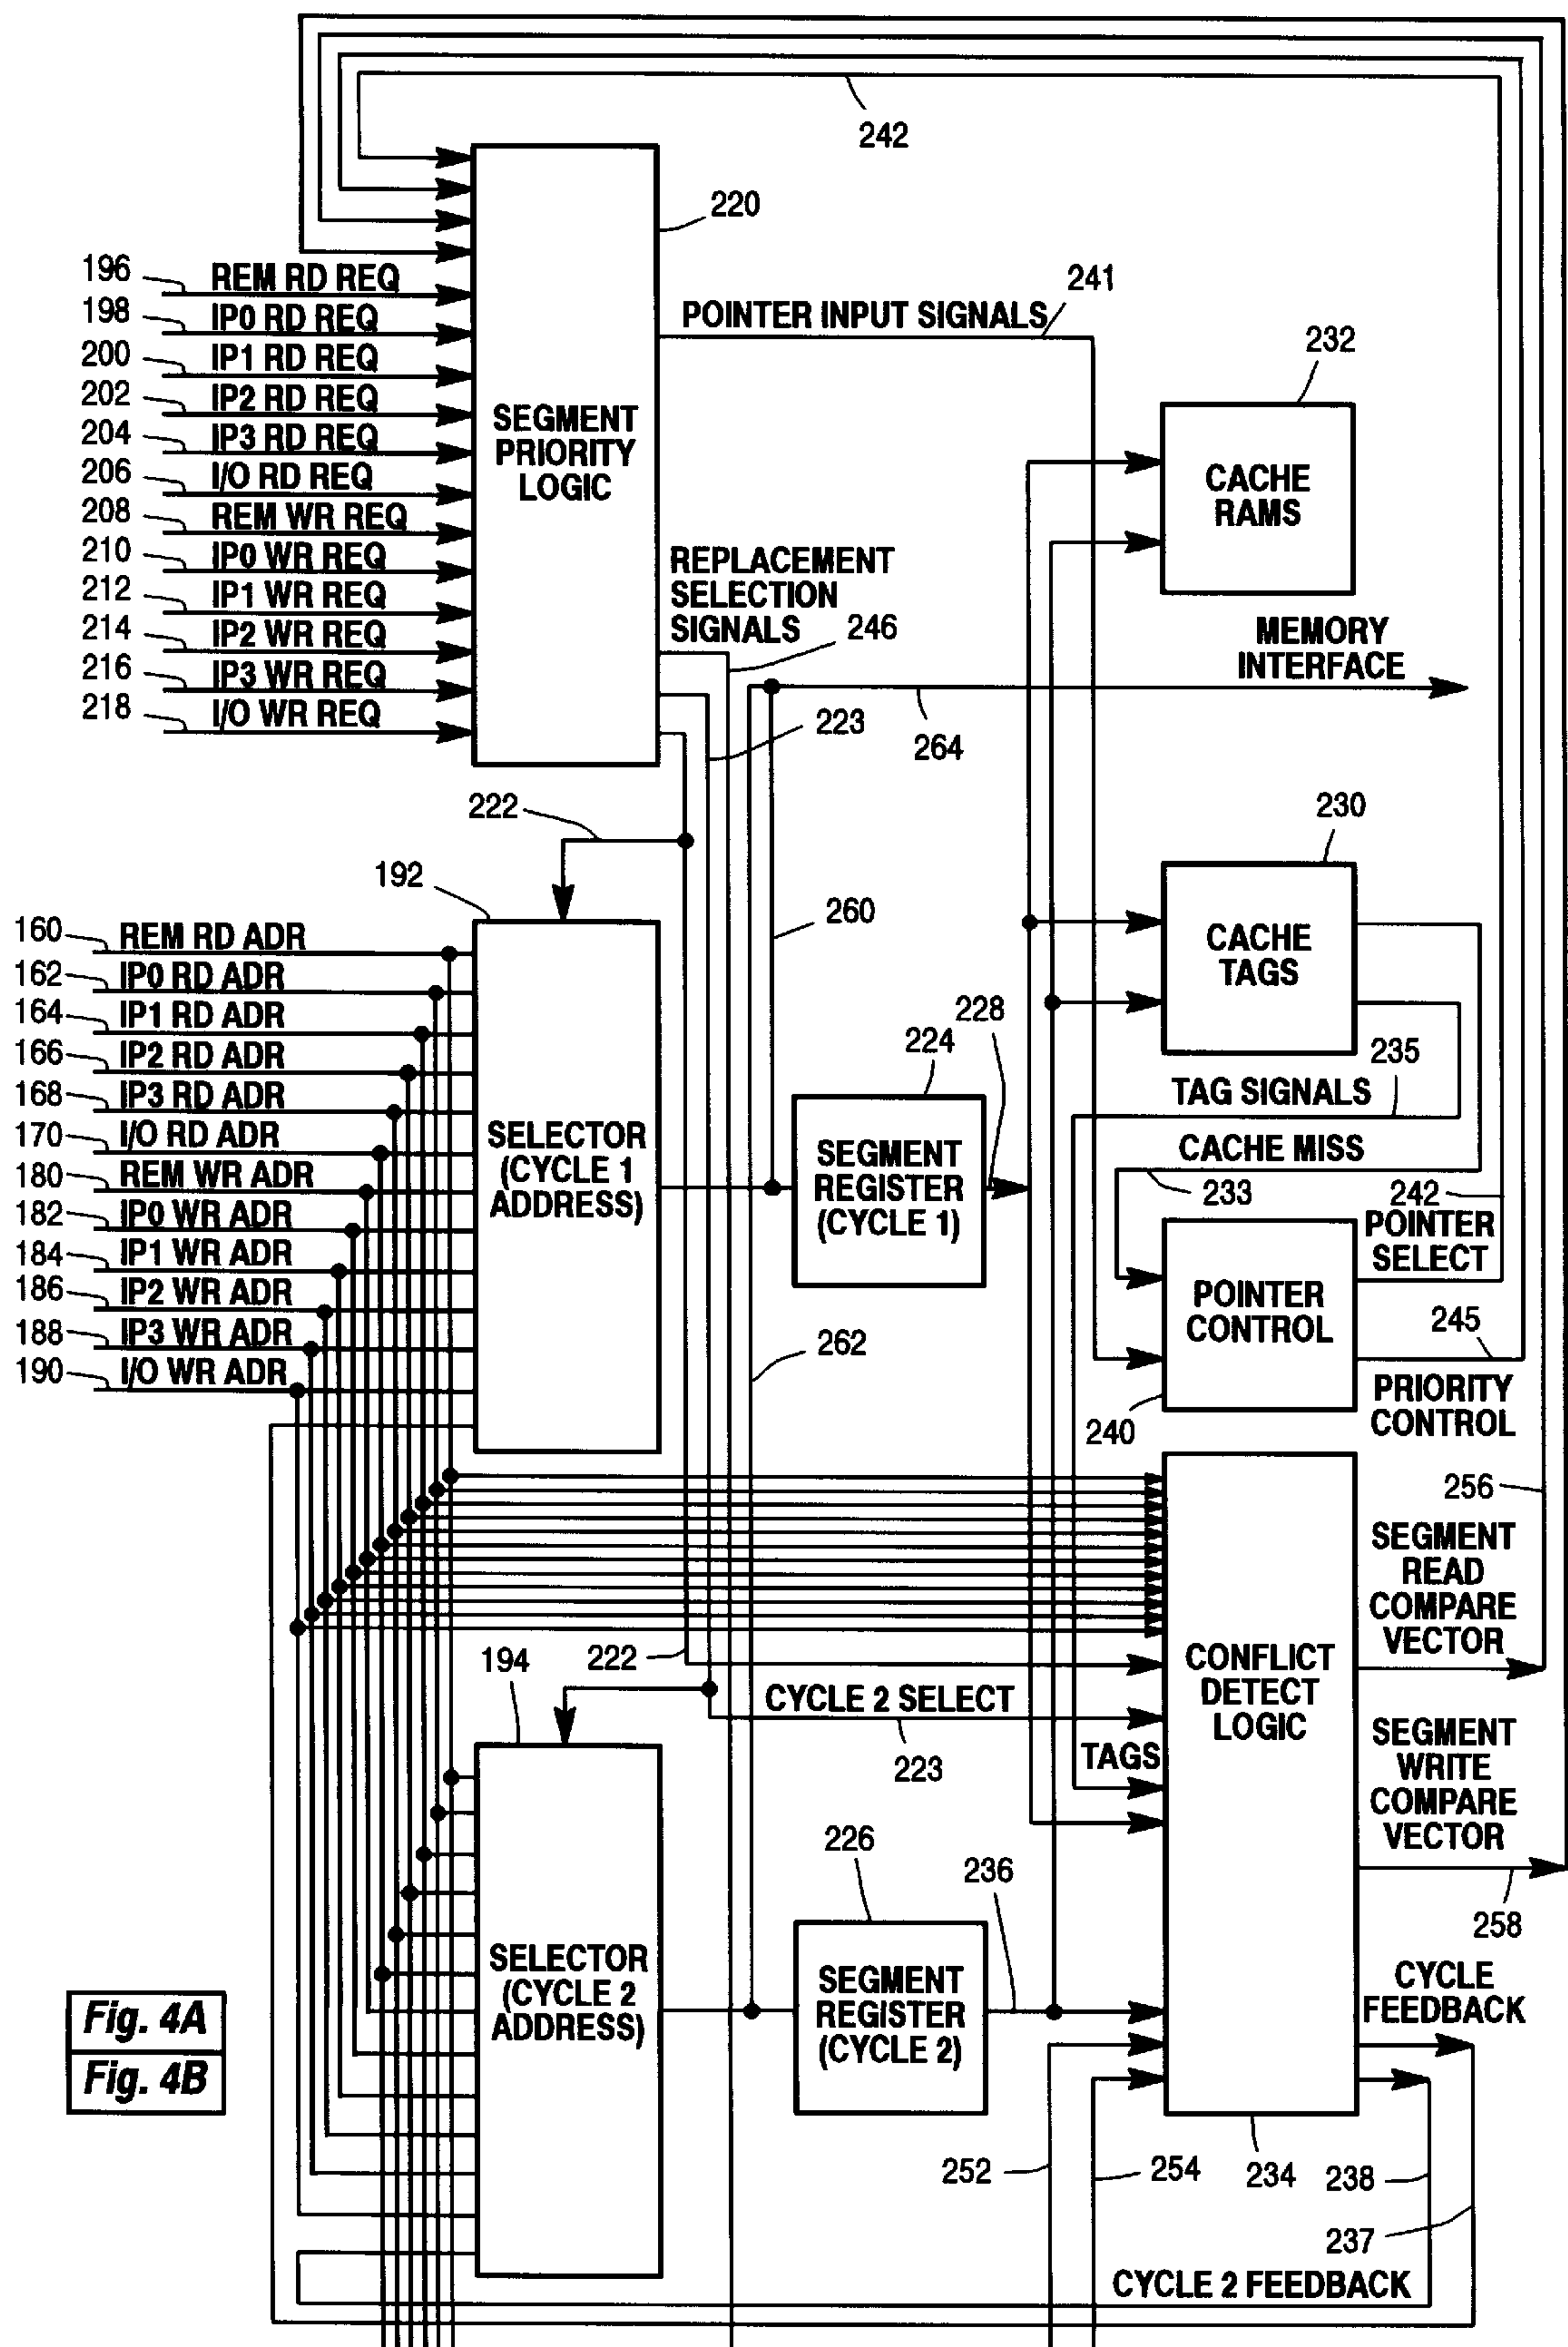 242
220
196 REM RD REQ
198 IP0 RD REQ
200 IP1 RD REQ
202 IP2 RD REQ
204 IP3 RD REQ
206 I/O RD REQ
208 REM WR REQ
210 IP0 WR REQ
212 IP1 WR REQ
214 IP2 WR REQ
216 IP3 WR REQ
218 I/O WR REQ
SEGMENT
PRIORITY
LOGIC
POINTER INPUT SIGNALS
241
232
CACHE
RAMS
REPLACEMENT
SELECTION
SIGNALS
246
MEMORY
INTERFACE
223
264
222
230
192
260
CACHE
TAGS
160 REM RD ADR
162 IP0 RD ADR
164 IP1 RD ADR
166 IP2 RD ADR
168 IP3 RD ADR
170 I/O RD ADR
180 REM WR ADR
182 IP0 WR ADR
184 IP1 WR ADR
186 IP2 WR ADR
188 IP3 WR ADR
190 I/O WR ADR
SELECTOR
(CYCLE 1
ADDRESS)
224
228
SEGMENT
REGISTER
(CYCLE 1)
235
TAG SIGNALS
CACHE MISS
233
242
POINTER
SELECT
POINTER
CONTROL
245
262
240
PRIORITY
CONTROL
256
SEGMENT
READ
COMPARE
VECTOR
CONFLICT
DETECT
LOGIC
222
194
CYCLE 2 SELECT
223
TAGS
SEGMENT
WRITE
COMPARE
VECTOR
258
226
236
SELECTOR
(CYCLE 2
ADDRESS)
SEGMENT
REGISTER
(CYCLE 2)
CYCLE
FEEDBACK
Fig. 4A
Fig. 4B
252
254
234
238
237
CYCLE 2 FEEDBACK